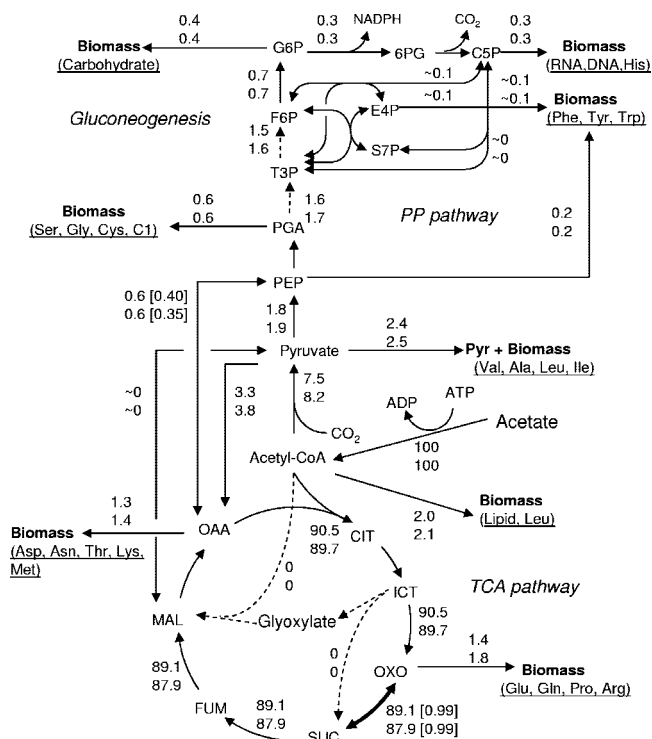 0.4
0.4
0.3
0.3
NADPH
CO2
0.3
0.3
Biomass
(Carbohydrate)
G6P
6PG
C5P
Biomass
(RNA,DNA,His)
0.7
0.7
~0.1
~0.1
~0.1
~0.1
~0.1
~0.1
Gluconeogenesis
F6P
E4P
Biomass
(Phe, Tyr, Trp)
1.5
1.6
S7P
~0
~0
T3P
0.6
0.6
1.6
1.7
Biomass
(Ser, Gly, Cys, C1)
PGA
PP pathway
0.2
0.2
PEP
0.6 [0.40]
0.6 [0.35]
1.8
1.9
2.4
2.5
Pyruvate
Pyr + Biomass
(Val, Ala, Leu, Ile)
~0
~0
3.3
3.8
7.5
8.2
ADP
ATP
CO2
Acetate
100
100
Acetyl-CoA
1.3
1.4
Biomass
(Asp, Asn, Thr, Lys,
Met)
OAA
90.5
89.7
CIT
2.0
2.1
Biomass
(Lipid, Leu)
0
0
TCA pathway
ICT
MAL
Glyoxylate
90.5
89.7
0
0
1.4
1.8
OXO
Biomass
(Glu, Gln, Pro, Arg)
89.1
87.9
FUM
89.1
87.9
89.1 [0.99]
87.9 [0.99]
SUC